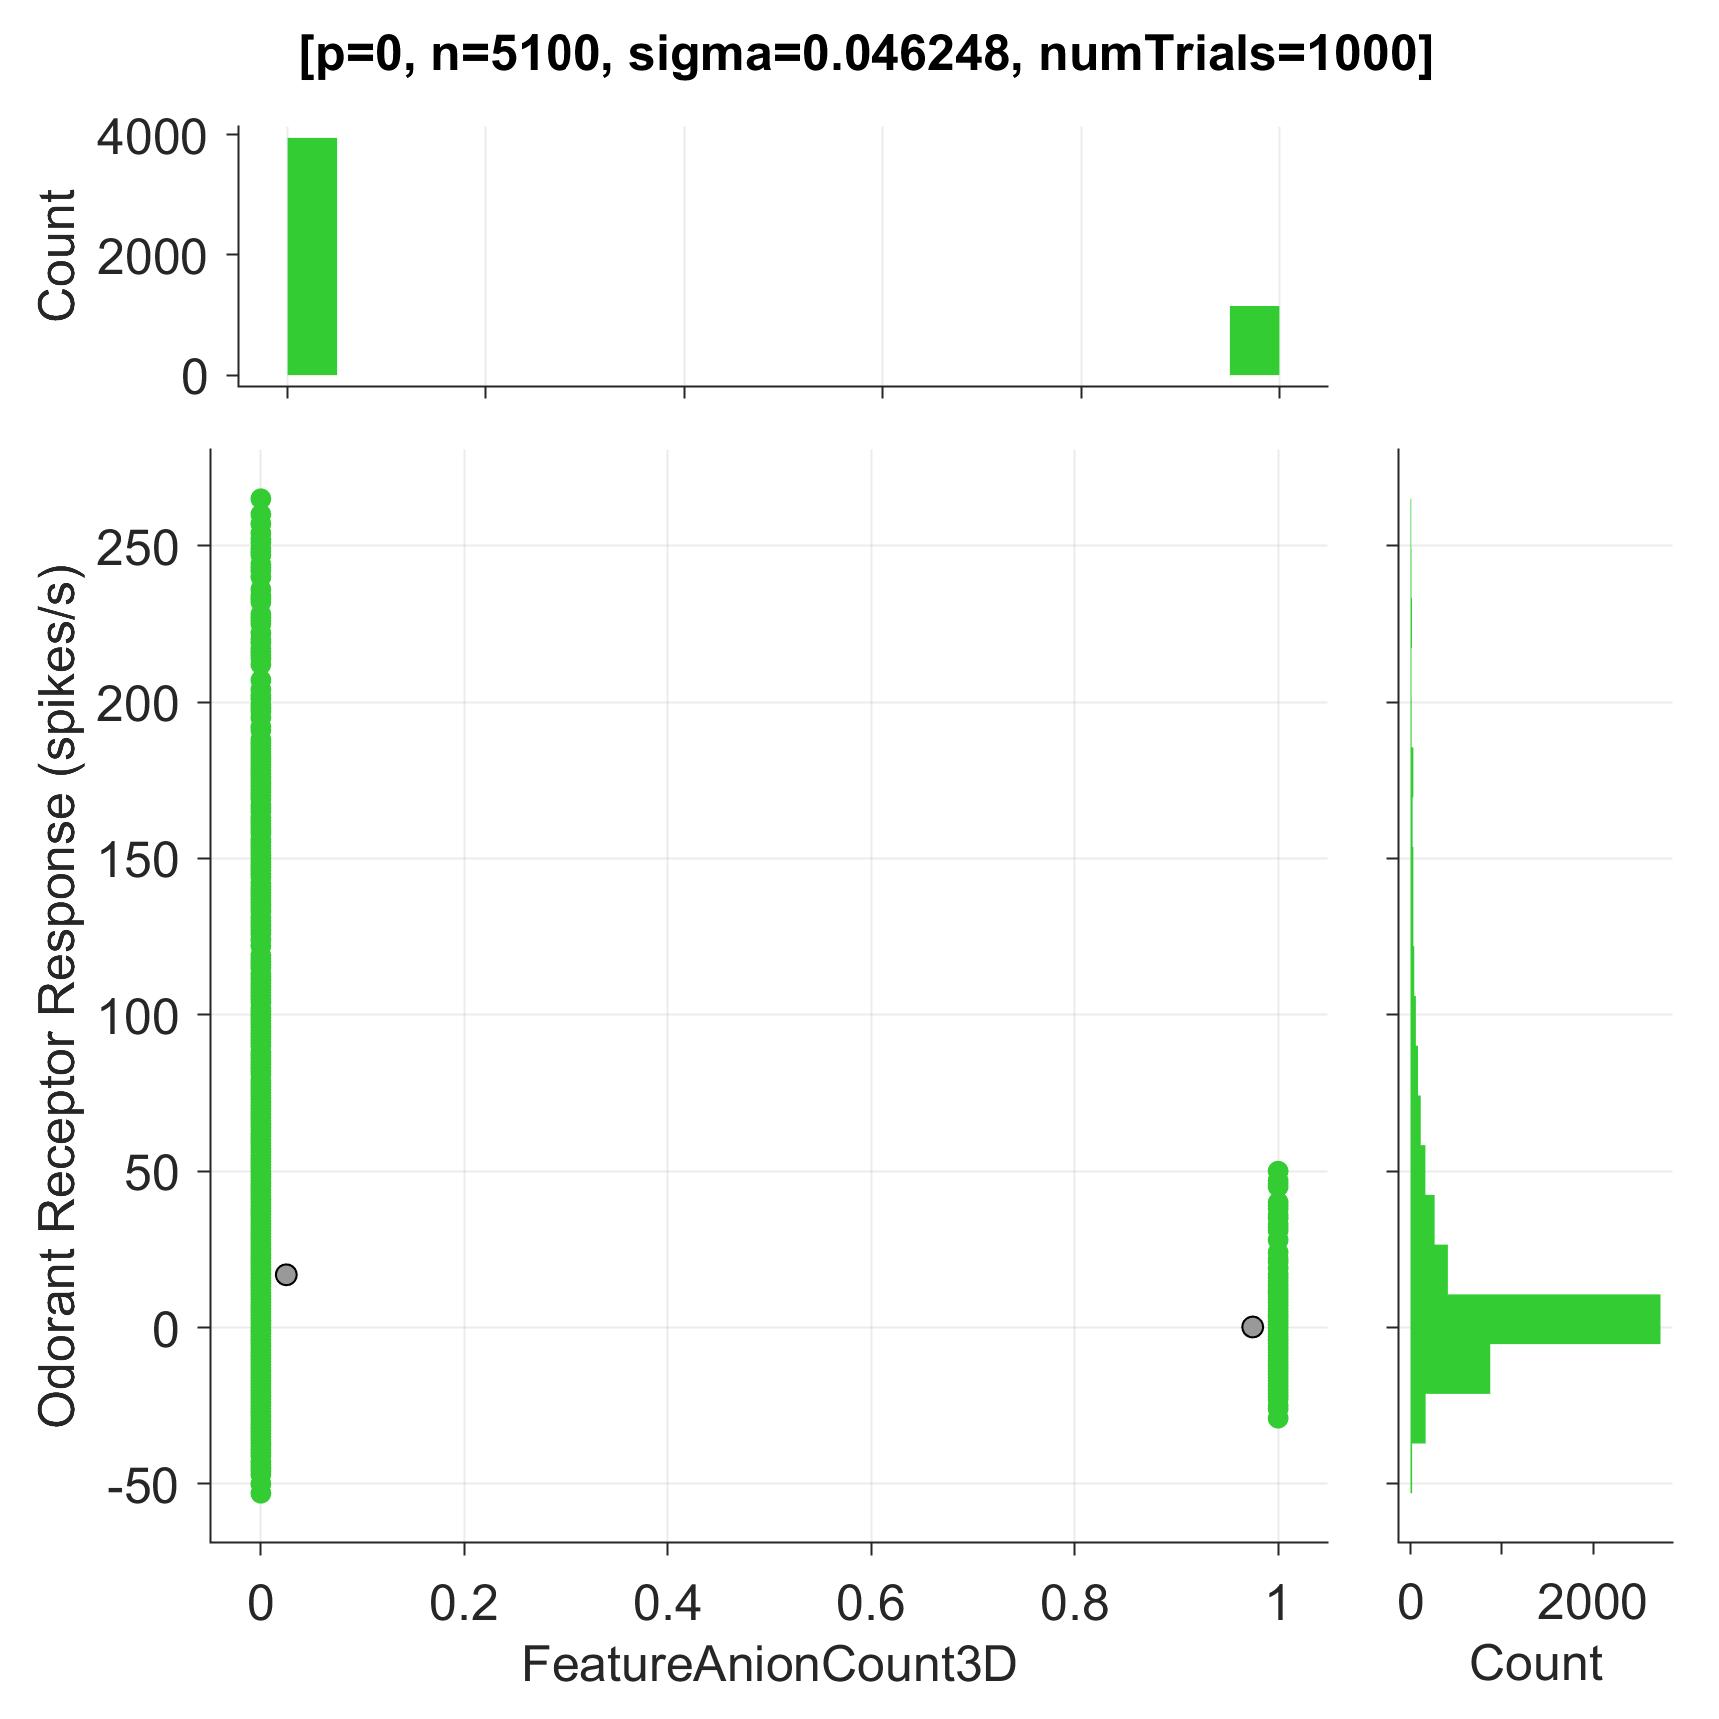 [p=0, n=5100, sigma=0.046248, numTrials=1000]
4000
2000
0
Count
250
200
150
100
50
0
-50
Odorant Receptor Response (spikes/s)
0 0.2 0.4 0.6 0.8 1
FeatureAnionCount3D
0 2000
Count